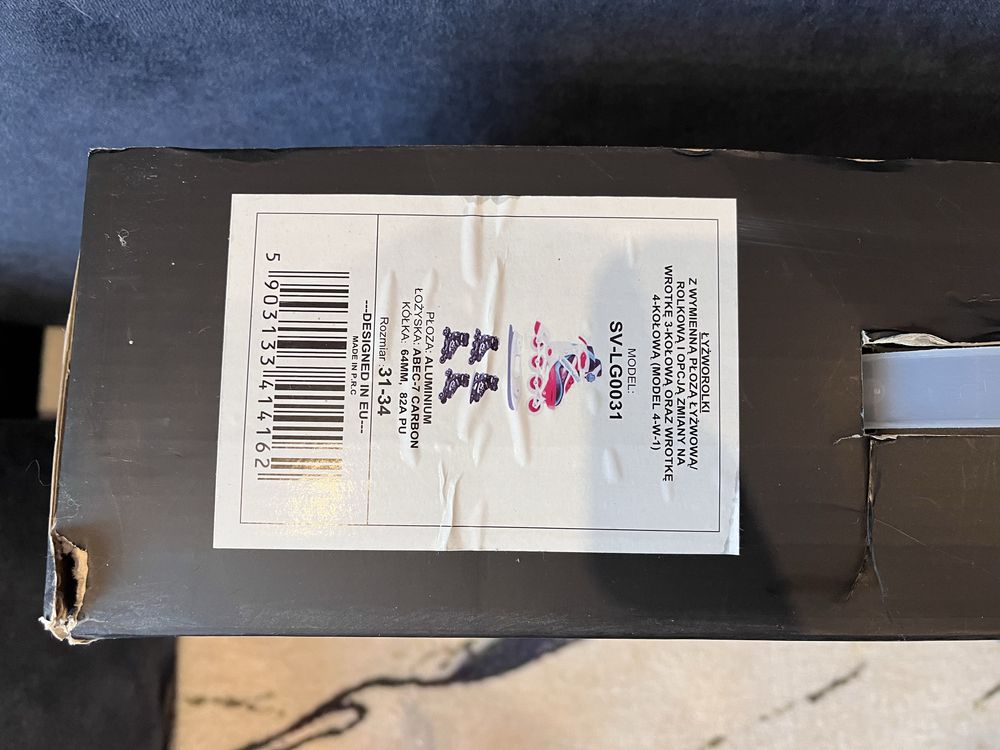 ŁYŻWOROLKI
Z WYMIENNĄ PŁOZĄ ŁYŻWOWĄ/
ROLKOWĄ I OPCJĄ ZMIANY NA
WROTKĘ 3-KOŁOWĄ ORAZ WROTKĘ
4-KOŁOWĄ (MODEL 4-W-1)
MODEL:
SV-LG0031
PŁOZA: ALUMINIUM
ŁOŻYSKA: ABEC-7 CARBON
KÓŁKA: 64MM, 82A PU
Rozmiar 31-34
---DESIGNED IN EU---
MADE IN P.R.C
5 903133 414162